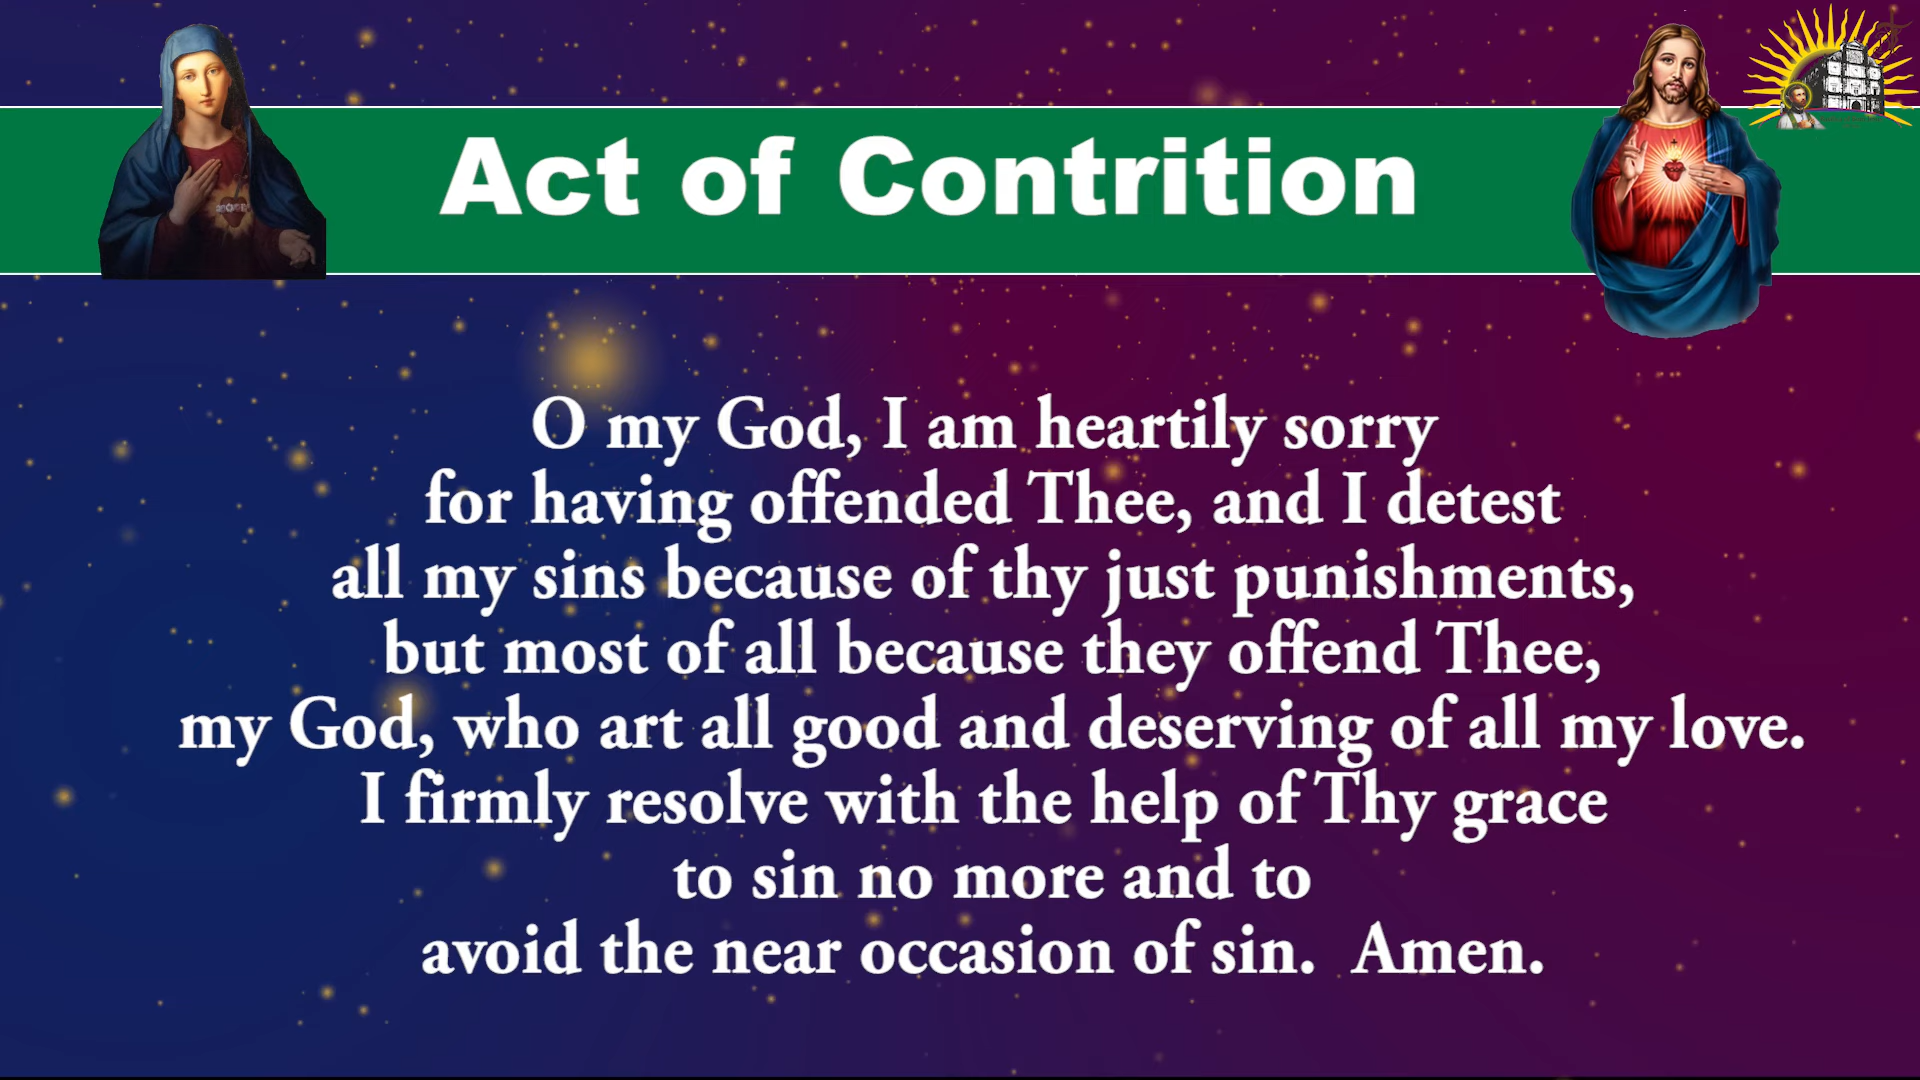 Act of Contrition
O my God, I am heartily sorry
for having offended Thee, and I detest
all my sins because of thy just punishments,
but most of all because they offend Thee,
my God, who art all good and deserving of all my love.
I firmly resolve with the help of Thy grace
to sin no more and to
avoid the near occasion of sin.  Amen.